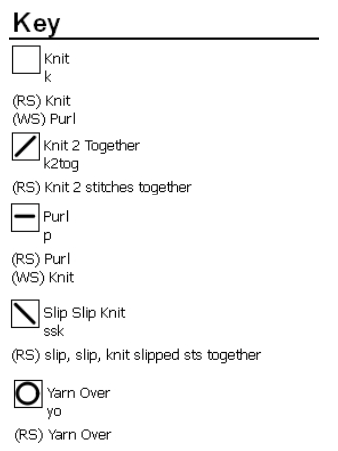 Key
Knit
k
(RS) Knit
(WS) Purl
Knit 2 Together
k2tog
(RS) Knit 2 stitches together
Purl
p
(RS) Purl
(WS) Knit
Slip Slip Knit
ssk
(RS) slip, slip, knit slipped sts together
Yarn Over
yo
(RS) Yarn Over